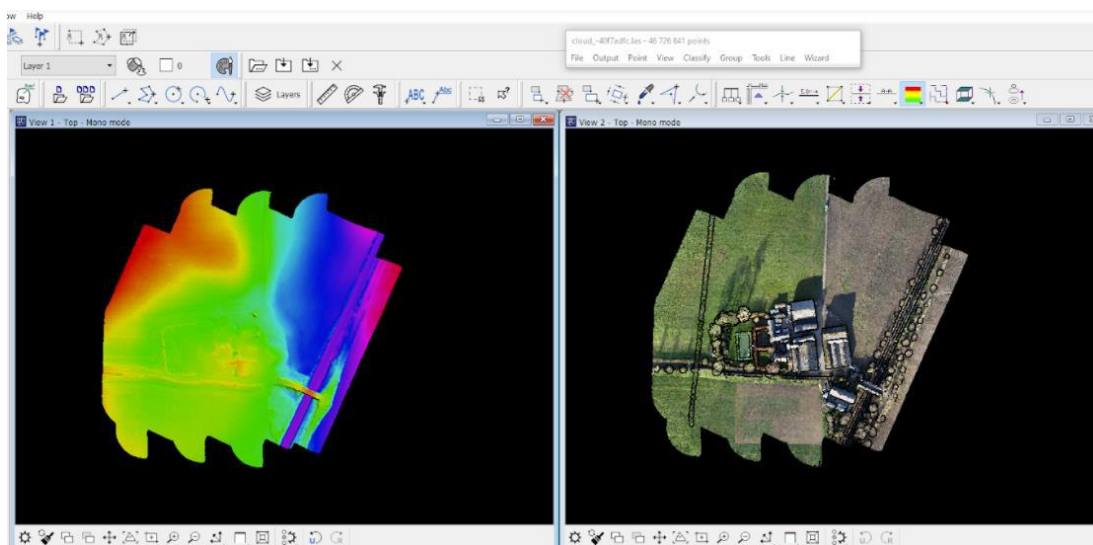 Help
cloud_-40f7adfc.las - 46 726 641 points
File Output Point View Classify Group Tools Line Wizard
Layer 1
0
Layers
ABC
Abc
View 1 - Top - Mono mode
View 2 - Top - Mono mode